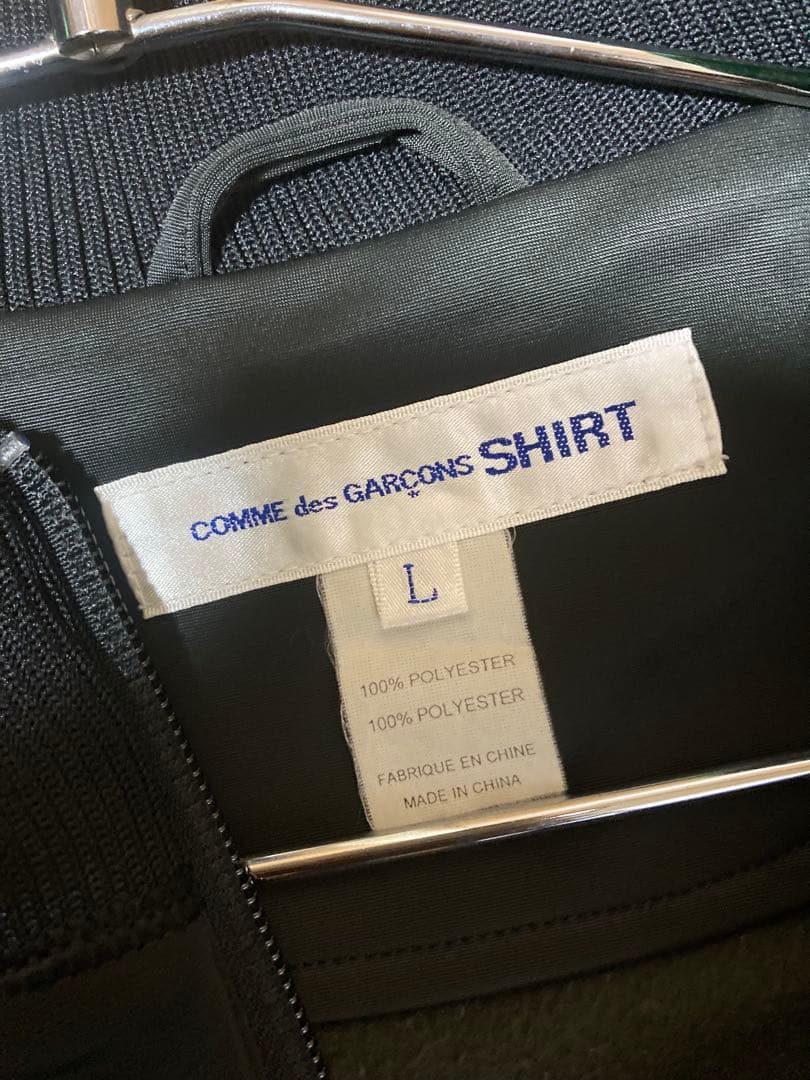 COMME des GARÇONS SHIRT
*
L
100% POLYESTER
100% POLYESTER
FABRIQUE EN CHINE
MADE IN CHINA